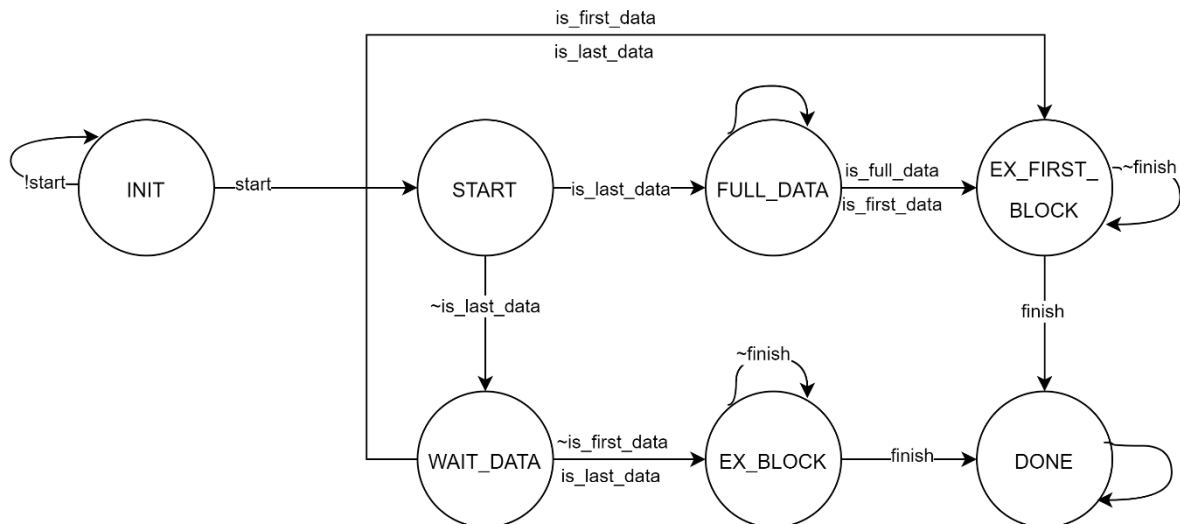 is_first_data
is_last_data
!start
INIT
start
START
is_last_data
FULL_DATA
is_full_data
is_first_data
EX_FIRST_
BLOCK
~finish
~is_last_data
finish
WAIT_DATA
~is_first_data
is_last_data
~finish
EX_BLOCK
finish
DONE